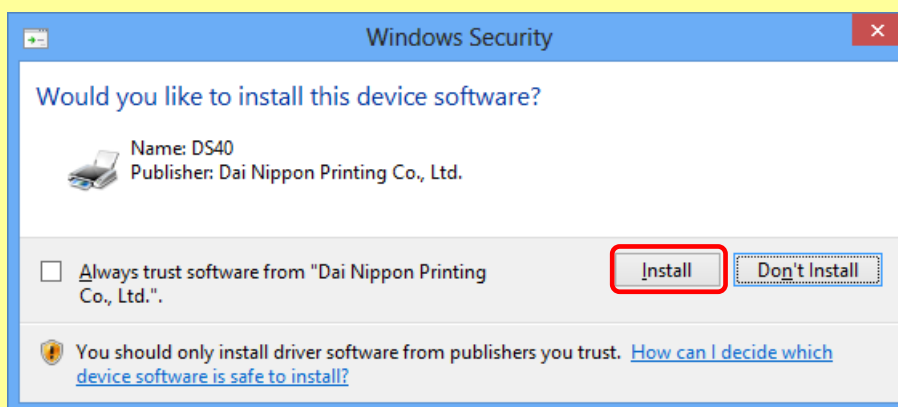 Windows Security
Would you like to install this device software?
Name: DS40
Publisher: Dai Nippon Printing Co., Ltd.
Always trust software from "Dai Nippon Printing
Co., Ltd.".
Install
Don't Install
You should only install driver software from publishers you trust. How can I decide which
device software is safe to install?